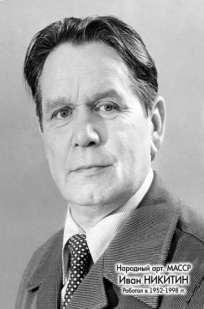 Народный арт. МАССР
Иван НИКИТИН
Работал в 1952-1998 гг.